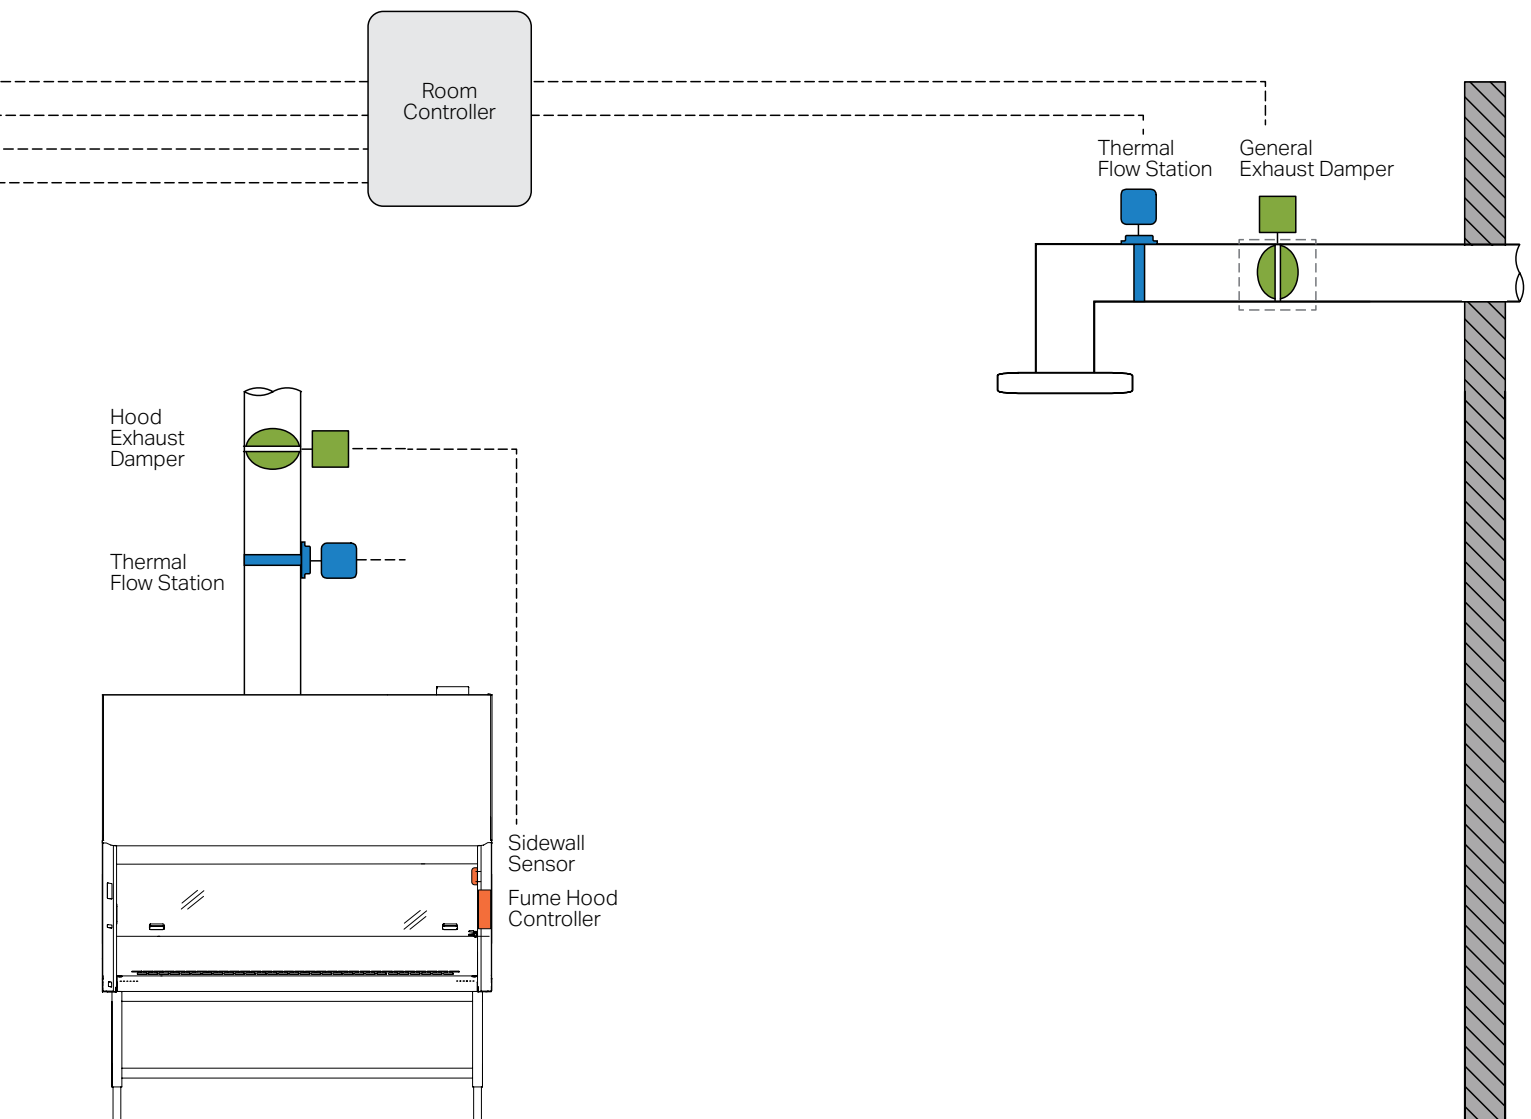 Room
Controller
Thermal
Flow Station
General
Exhaust Damper
Hood
Exhaust
Damper
Thermal
Flow Station
Sidewall
Sensor
Fume Hood
Controller